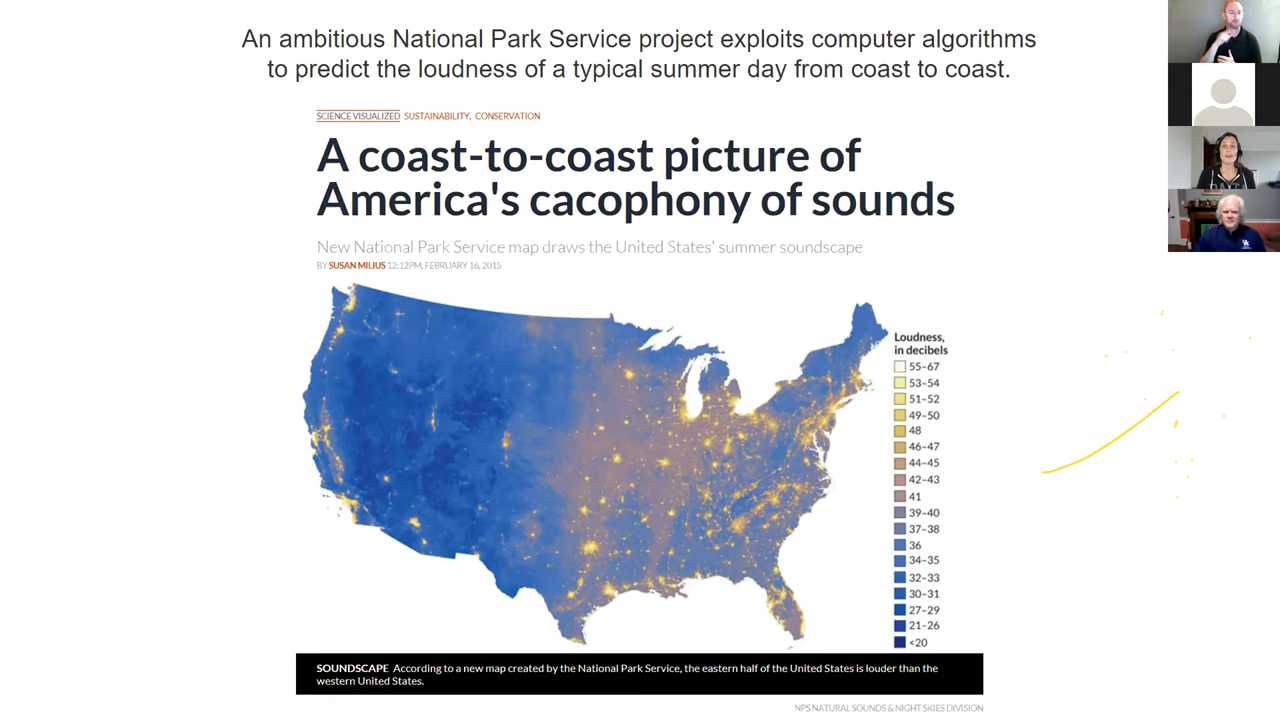 An ambitious National Park Service project exploits computer algorithms
to predict the loudness of a typical summer day from coast to coast.
SCIENCE VISUALIZED SUSTAINABILITY, CONSERVATION
A coast-to-coast picture of
America's cacophony of sounds
New National Park Service map draws the United States' summer soundscape
BY SUSAN MILIUS 12:12PM, FEBRUARY 16, 2015
Loudness,
in decibels
55–67
53–54
51–52
49–50
48
46–47
44–45
42–43
41
39–40
37–38
36
34–35
32–33
30–31
27–29
21–26
<20
SOUNDSCAPE According to a new map created by the National Park Service, the eastern half of the United States is louder than the
western United States.
NPS NATURAL SOUNDS & NIGHT SKIES DIVISION